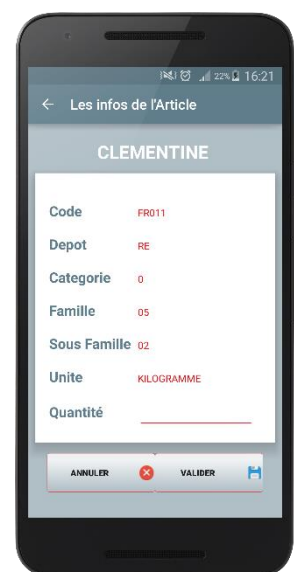 22% 16:21
Les infos de l'Article
CLEMENTINE
Code FR011
Depot RE
Categorie 0
Famille 05
Sous Famille 02
Unite KILOGRAMME
Quantité
ANNULER VALIDER